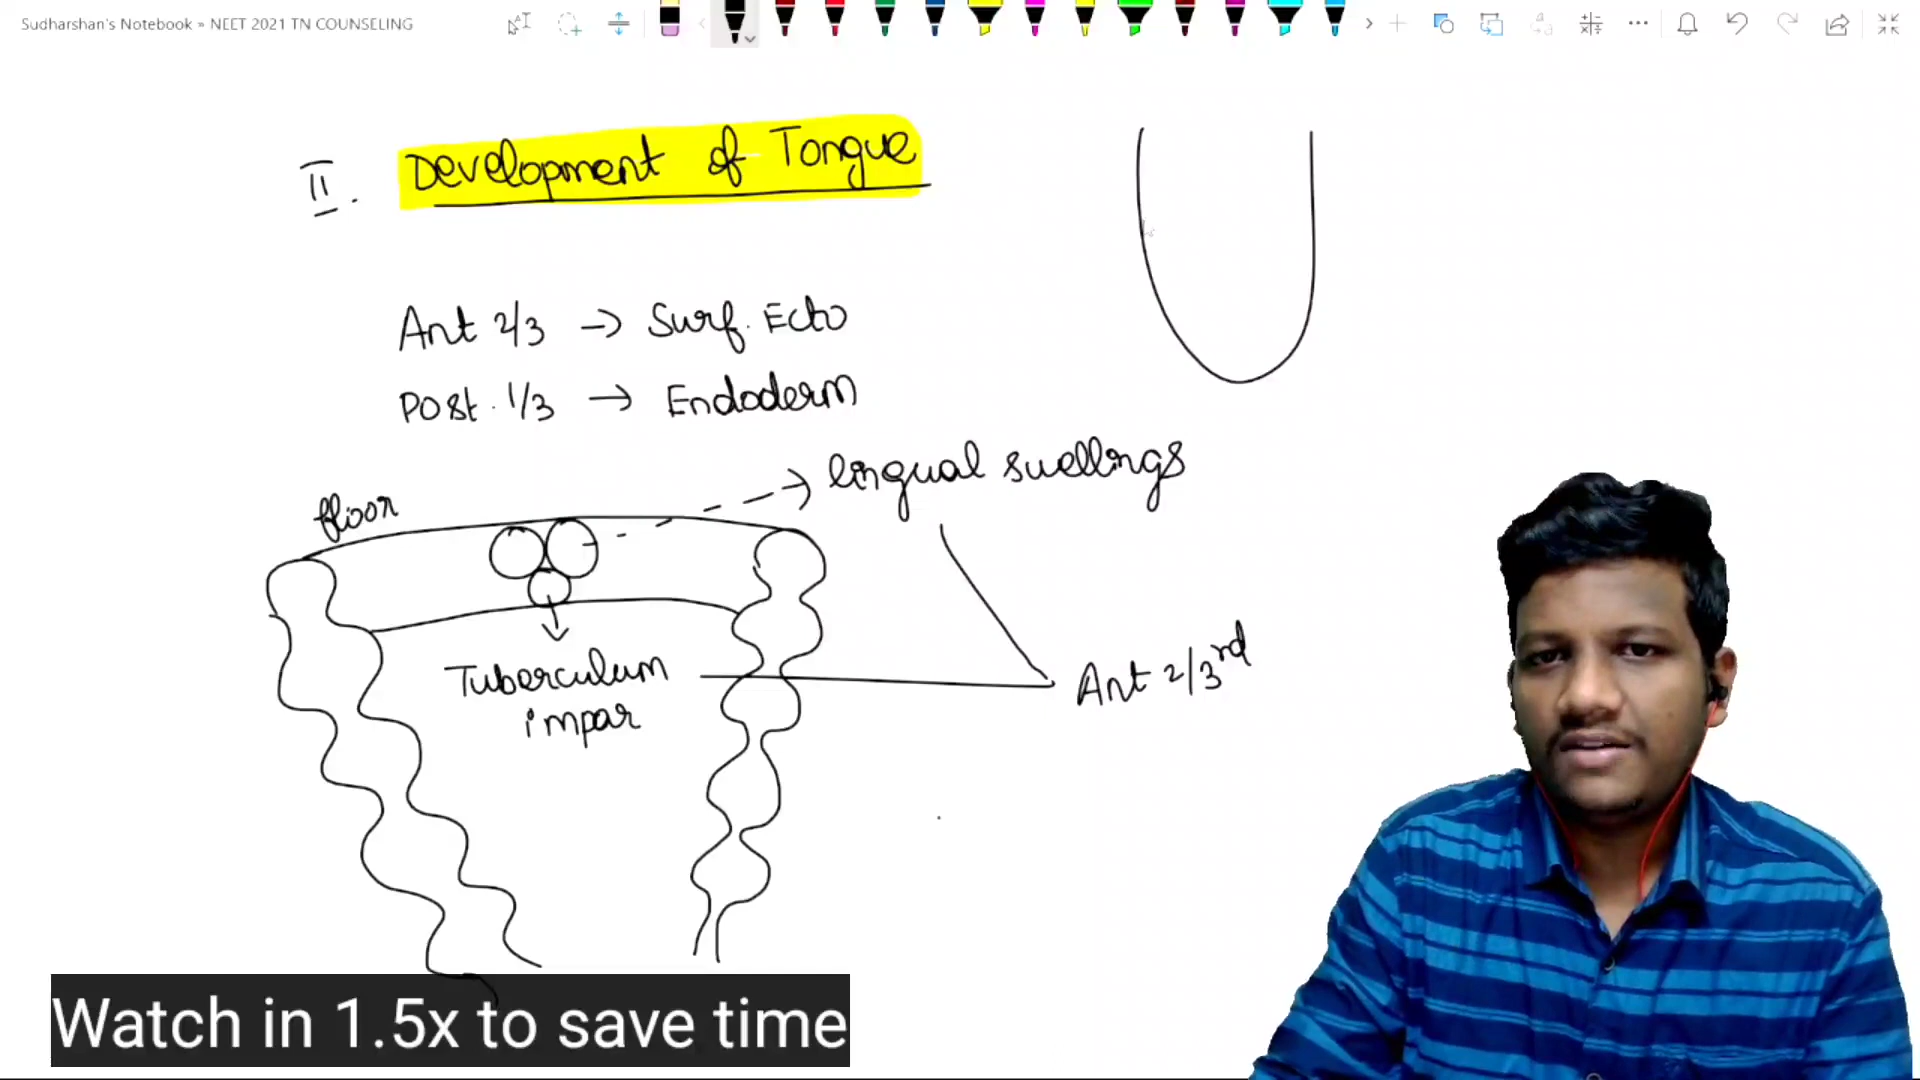 Sudharshan's Notebook » NEET 2021 TN COUNSELING
II. Development of Tongue
Ant 2/3 → Surf. Ecto
Post. 1/3 → Endoderm
lingual swellings
floor
Tuberculum
impar
Ant 2/3rd
Watch in 1.5x to save time